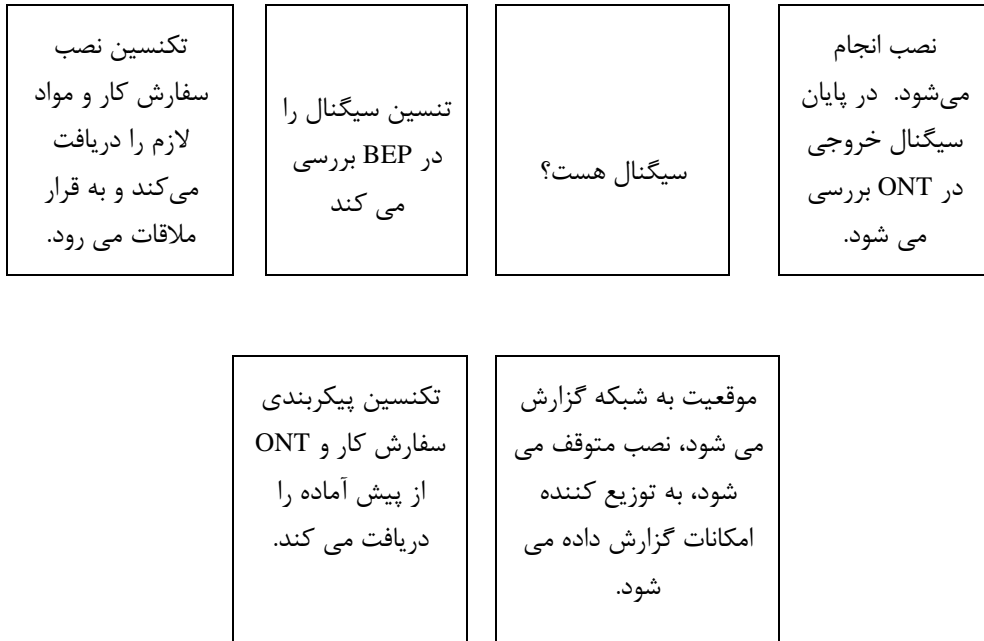 تکنسین نصب
سفارش کار و مواد
لازم را دریافت
می‌کند و به قرار
ملاقات می رود.
تنسین سیگنال را
در BEP بررسی
می کند
سیگنال هست؟
نصب انجام
می‌شود. در پایان
سیگنال خروجی
در ONT بررسی
می شود.
تکنسین پیکربندی
سفارش کار و ONT
از پیش آماده را
دریافت می کند.
موقعیت به شبکه گزارش
می شود، نصب متوقف می
شود، به توزیع کننده
امکانات گزارش داده می
شود.